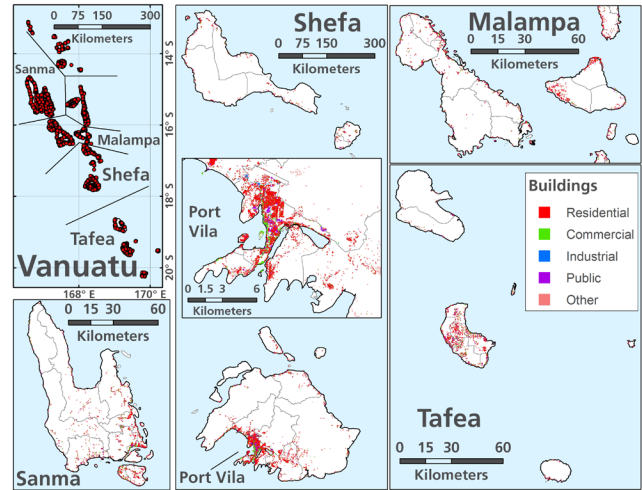 0 75 150 300
Kilometers
14° S
16° S
18° S
20° S
168° E
170° E
Sanma
Malampa
Shefa
Tafea
Vanuatu
Shefa
0 75 150 300
Kilometers
Malampa
0 15 30 60
Kilometers
Port
Vila
0 1.5 3 6
Kilometers
Buildings
Residential
Commercial
Industrial
Public
Other
0 15 30 60
Kilometers
Sanma
Port Vila
Tafea
0 15 30 60
Kilometers